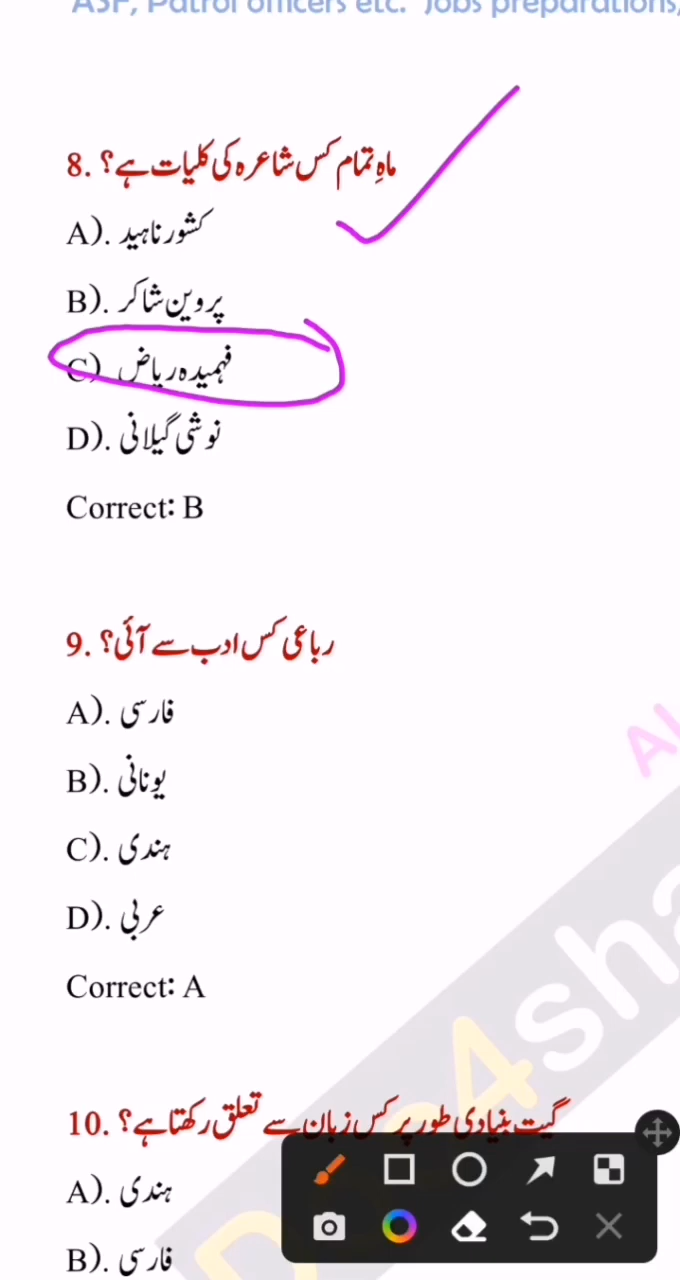 ASF, Patrol officers etc. Jobs preparations,
8. ماہِ تمام کس شاعرہ کی کلیات ہے؟
A). کشور ناہید
B). پروین شاکر
C) فہمیدہ ریاض
D). نوشی گیلانی
Correct: B
9. رباعی کس ادب سے آئی؟
A). فارسی
B). یونانی
C). ہندی
D). عربی
Correct: A
10. گیت بنیادی طور پر کس زبان سے تعلق رکھتا ہے؟
A). ہندی
B). فارسی